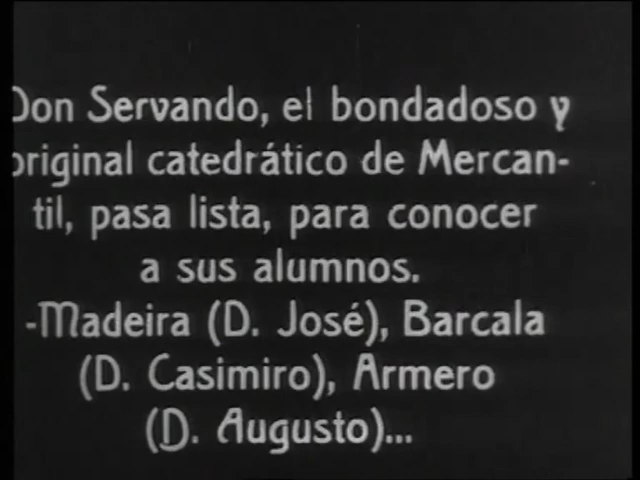 Don Servando, el bondadoso y
original catedrático de Mercan-
til, pasa lista, para conocer
a sus alumnos.
-Madeira (D. José), Barcala
(D. Casimiro), Armero
(D. Augusto)...